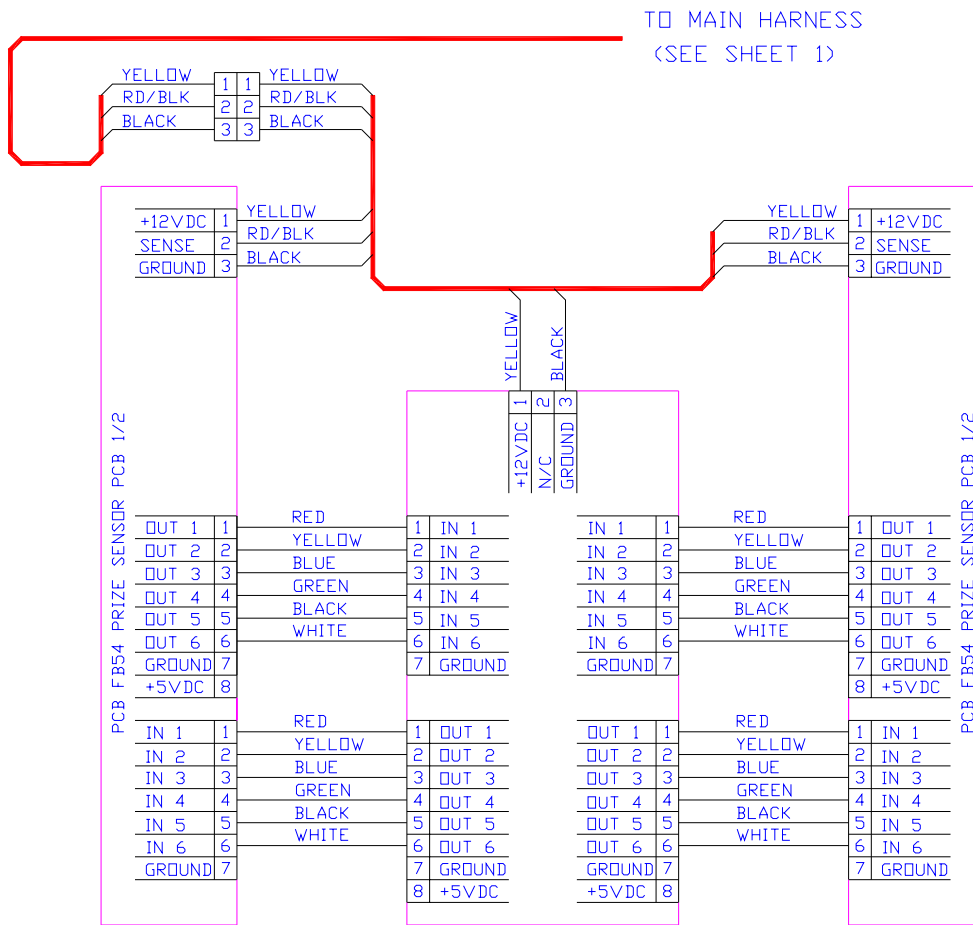 TO MAIN HARNESS
(SEE SHEET 1)
YELLOW 1 1 YELLOW
RD/BLK 2 2 RD/BLK
BLACK 3 3 BLACK
+12VDC 1 YELLOW
SENSE 2 RD/BLK
GROUND 3 BLACK
YELLOW 1 +12VDC
RD/BLK 2 SENSE
BLACK 3 GROUND
YELLOW
BLACK
1 2 3
+12VDC
N/C
GROUND
PCB FB54 PRIZE SENSOR PCB 1/2
OUT 1 1 RED 1 IN 1
OUT 2 2 YELLOW 2 IN 2
OUT 3 3 BLUE 3 IN 3
OUT 4 4 GREEN 4 IN 4
OUT 5 5 BLACK 5 IN 5
OUT 6 6 WHITE 6 IN 6
GROUND 7 7 GROUND
+5VDC 8
IN 1 1 RED 1 OUT 1
IN 2 2 YELLOW 2 OUT 2
IN 3 3 BLUE 3 OUT 3
IN 4 4 GREEN 4 OUT 4
IN 5 5 BLACK 5 OUT 5
IN 6 6 WHITE 6 OUT 6
GROUND 7 7 GROUND
8 +5VDC
IN 1 1 RED 1 OUT 1
IN 2 2 YELLOW 2 OUT 2
IN 3 3 BLUE 3 OUT 3
IN 4 4 GREEN 4 OUT 4
IN 5 5 BLACK 5 OUT 5
IN 6 6 WHITE 6 OUT 6
GROUND 7 7 GROUND
8 +5VDC
OUT 1 1 RED 1 IN 1
OUT 2 2 YELLOW 2 IN 2
OUT 3 3 BLUE 3 IN 3
OUT 4 4 GREEN 4 IN 4
OUT 5 5 BLACK 5 IN 5
OUT 6 6 WHITE 6 IN 6
GROUND 7 7 GROUND
+5VDC 8
PCB FB54 PRIZE SENSOR PCB 1/2